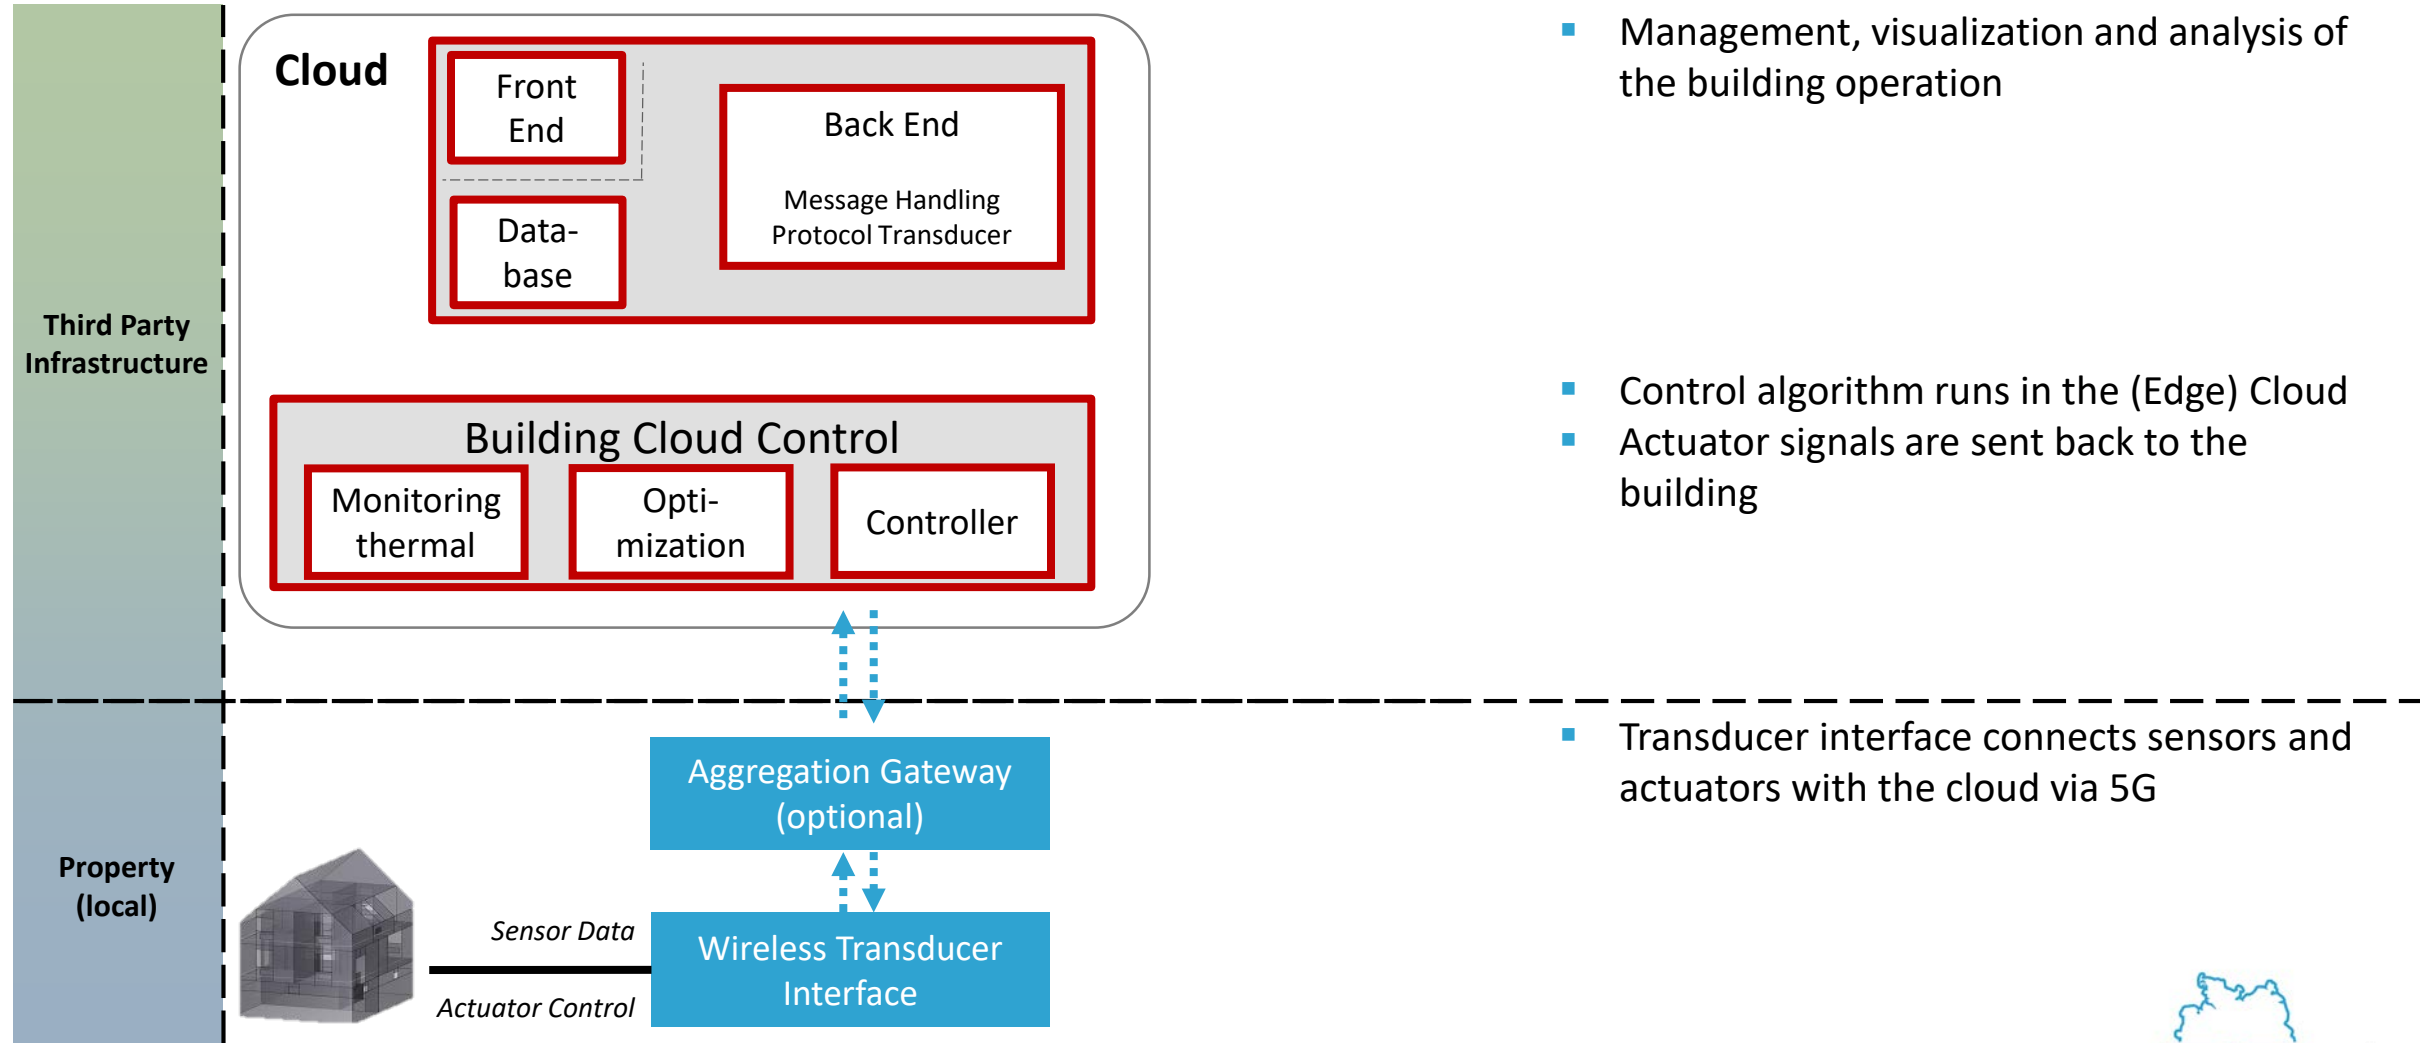 Third Party
Infrastructure
Cloud
Front
End
Data-
base
Back End
Message Handling
Protocol Transducer
Building Cloud Control
Monitoring
thermal
Opti-
mization
Controller
Management, visualization and analysis of
the building operation
Control algorithm runs in the (Edge) Cloud
Actuator signals are sent back to the
building
Property
(local)
Aggregation Gateway
(optional)
Sensor Data
Actuator Control
Wireless Transducer
Interface
Transducer interface connects sensors and
actuators with the cloud via 5G